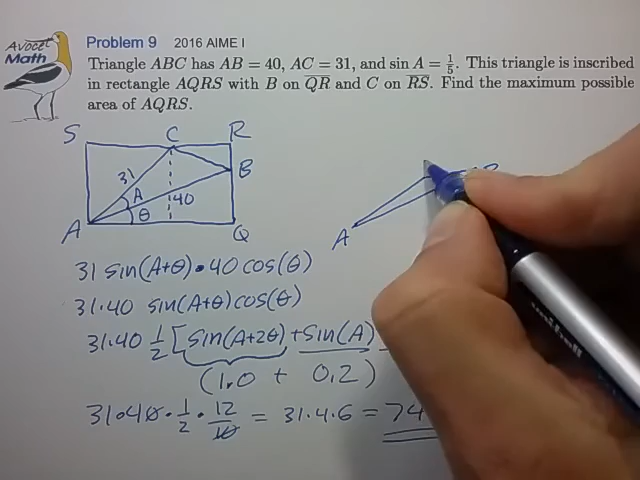 Avocet Math
Problem 9 2016 AIME I
Triangle ABC has AB = 40, AC = 31, and sin A = 1/5. This triangle is inscribed
in rectangle AQRS with B on QR and C on RS. Find the maximum possible
area of AQRS.
S C R
31 B
A 40
A θ Q
A
31 sin(A+θ)•40 cos(θ)
31•40 sin(A+θ)cos(θ)
31•40 1/2 [sin(A+2θ) + sin(A)
(1.0 + 0.2)
31•40•1/2•12/10 = 31•4•6 = 74